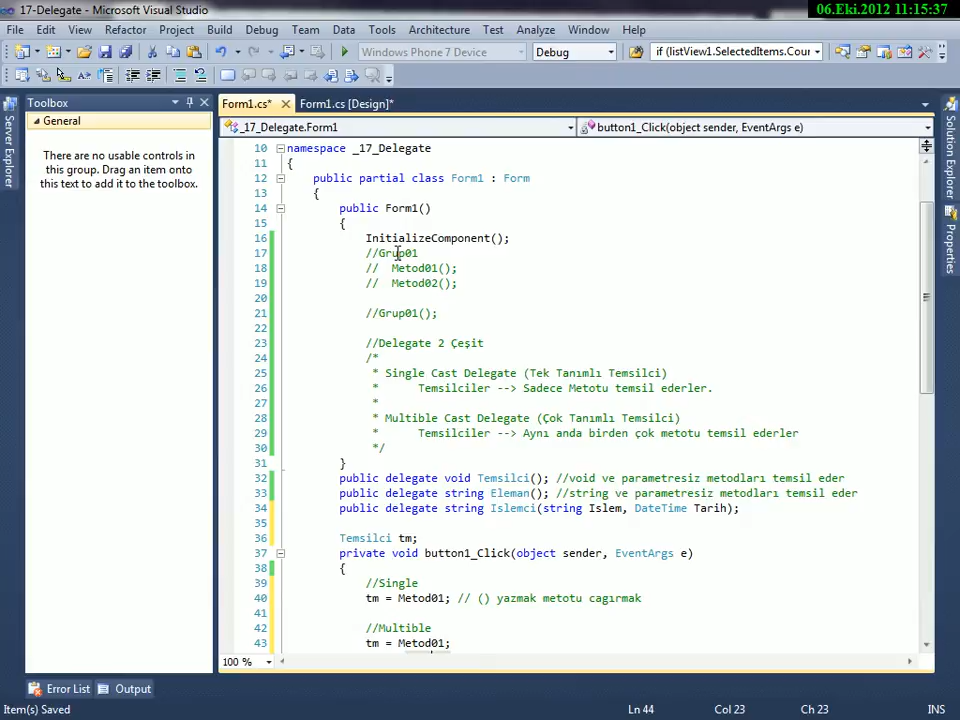 06.Eki.2012 11:15:37
17-Delegate - Microsoft Visual Studio
File Edit View Refactor Project Build Debug Team Data Tools Architecture Test Analyze Window Help
Windows Phone 7 Device Debug if (listView1.SelectedItems.Cour
Toolbox
Form1.cs* Form1.cs [Design]*
General
_17_Delegate.Form1 button1_Click(object sender, EventArgs e)
There are no usable controls in
this group. Drag an item onto
this text to add it to the toolbox.
Server Explorer
Solution Explorer
Properties
10 namespace _17_Delegate
11 {
12 public partial class Form1 : Form
13 {
14 public Form1()
15 {
16 InitializeComponent();
17 //Grup01
18 // Metod01();
19 // Metod02();
20
21 //Grup01();
22
23 //Delegate 2 Çeşit
24 /*
25 * Single Cast Delegate (Tek Tanımlı Temsilci)
26 * Temsilciler --> Sadece Metotu temsil ederler.
27 *
28 * Multible Cast Delegate (Çok Tanımlı Temsilci)
29 * Temsilciler --> Aynı anda birden çok metotu temsil ederler
30 */
31 }
32 public delegate void Temsilci(); //void ve parametresiz metodları temsil eder
33 public delegate string Eleman(); //string ve parametresiz metodları temsil eder
34 public delegate string Islemci(string Islem, DateTime Tarih);
35
36 Temsilci tm;
37 private void button1_Click(object sender, EventArgs e)
38 {
39 //Single
40 tm = Metod01; // () yazmak metotu cagırmak
41
42 //Multible
43 tm = Metod01;
100 %
Error List Output
Item(s) Saved Ln 44 Col 23 Ch 23 INS